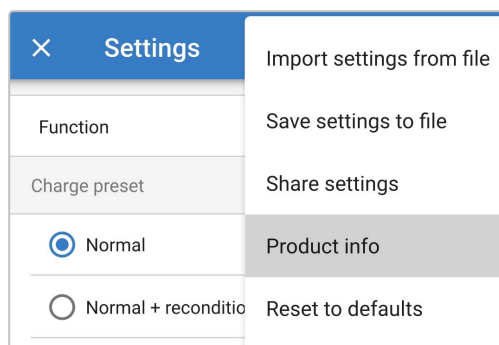 Settings
Import settings from file
Function
Save settings to file
Charge preset
Share settings
Normal
Product info
Normal + reconditio
Reset to defaults